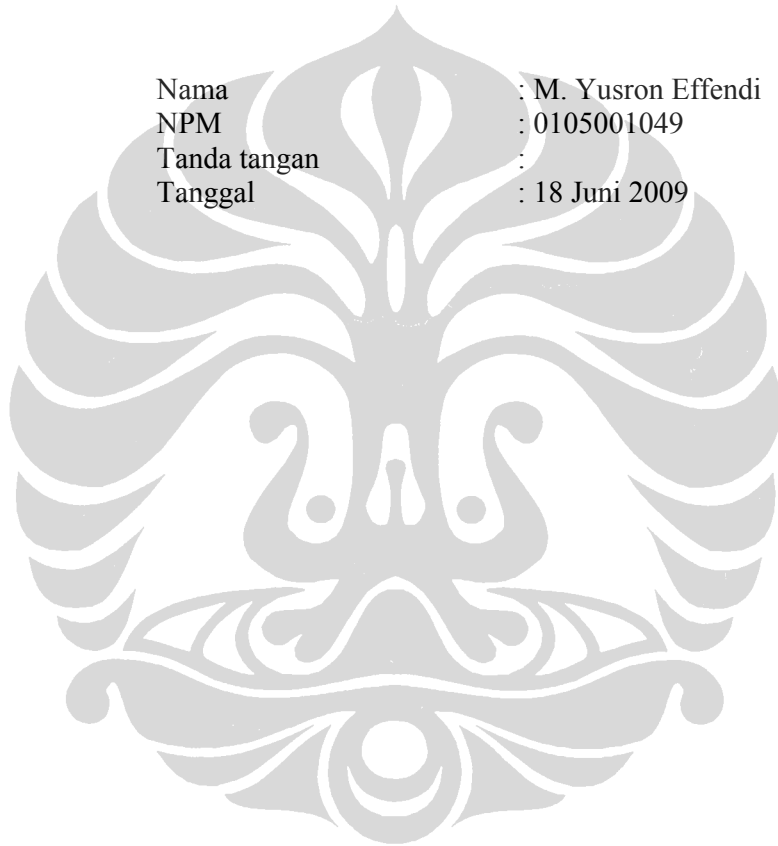 Nama : M. Yusron Effendi
NPM : 0105001049
Tanda tangan :
Tanggal : 18 Juni 2009